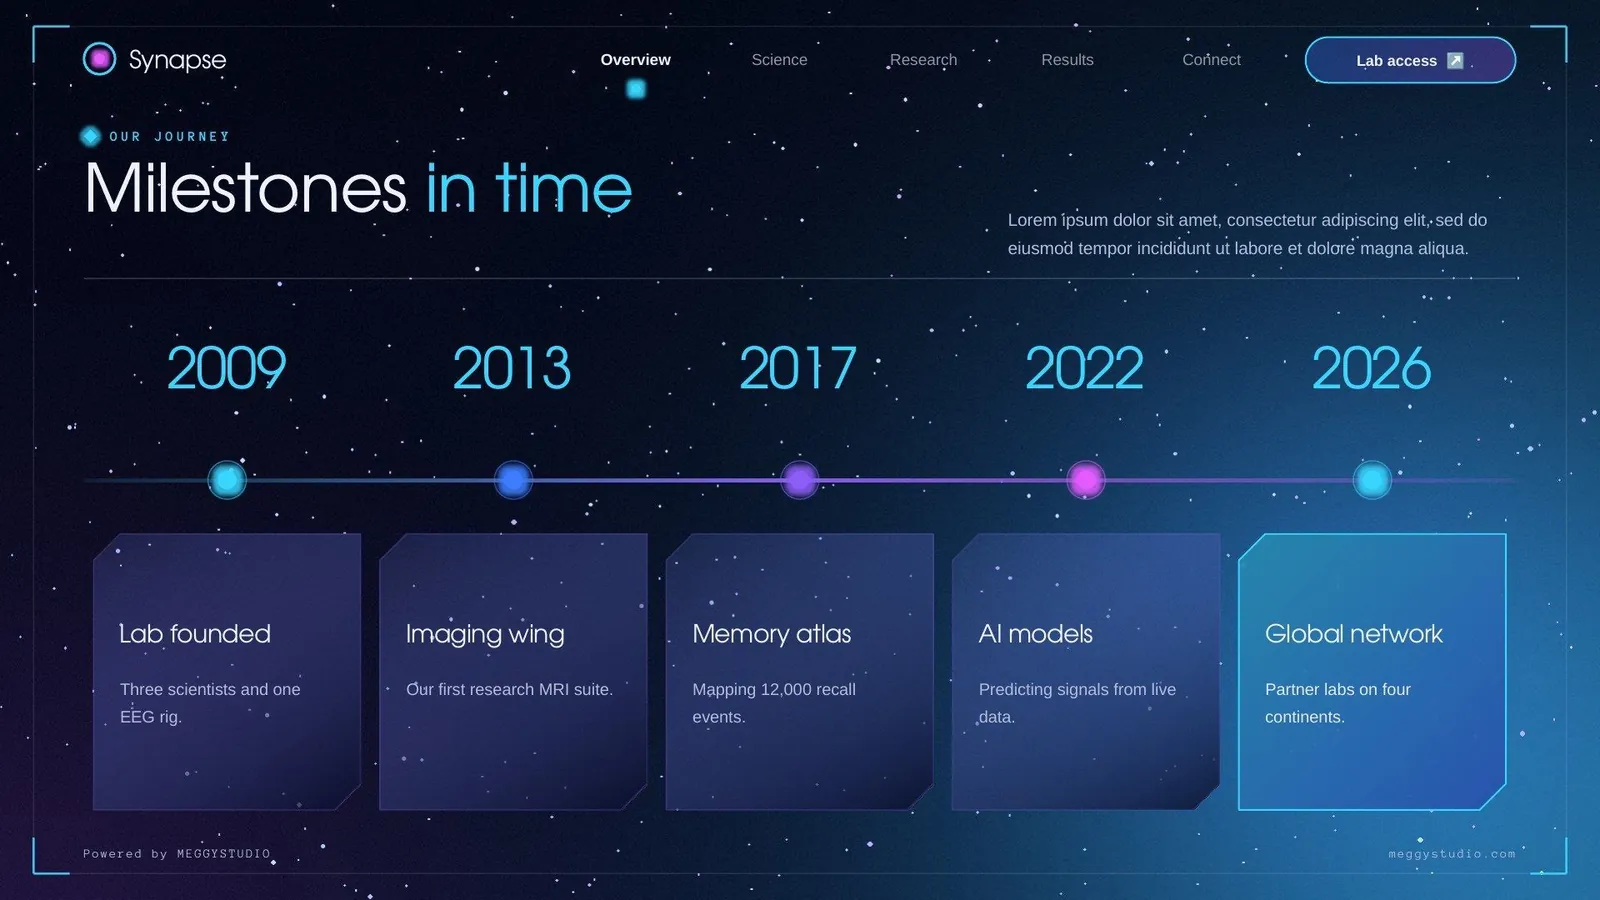 Synapse
Overview
Science
Research
Results
Connect
Lab access ↗
OUR JOURNEY
Milestones in time
Lorem ipsum dolor sit amet, consectetur adipiscing elit, sed do
eiusmod tempor incididunt ut labore et dolore magna aliqua.
2009
2013
2017
2022
2026
Lab founded
Three scientists and one
EEG rig.
Imaging wing
Our first research MRI suite.
Memory atlas
Mapping 12,000 recall
events.
AI models
Predicting signals from live
data.
Global network
Partner labs on four
continents.
Powered by MEGGYSTUDIO
meggystudio.com